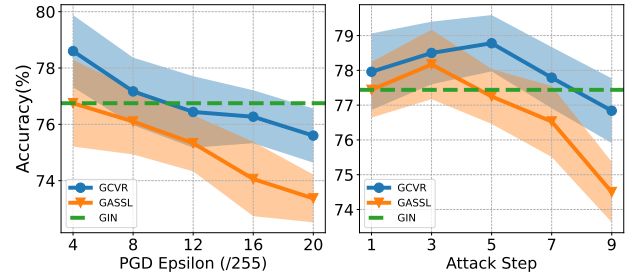 Accuracy(%)
80
78
76
74
GCVR
GASSL
GIN
4 8 12 16 20
PGD Epsilon (/255)
79
78
77
76
75
74
GCVR
GASSL
GIN
1 3 5 7 9
Attack Step